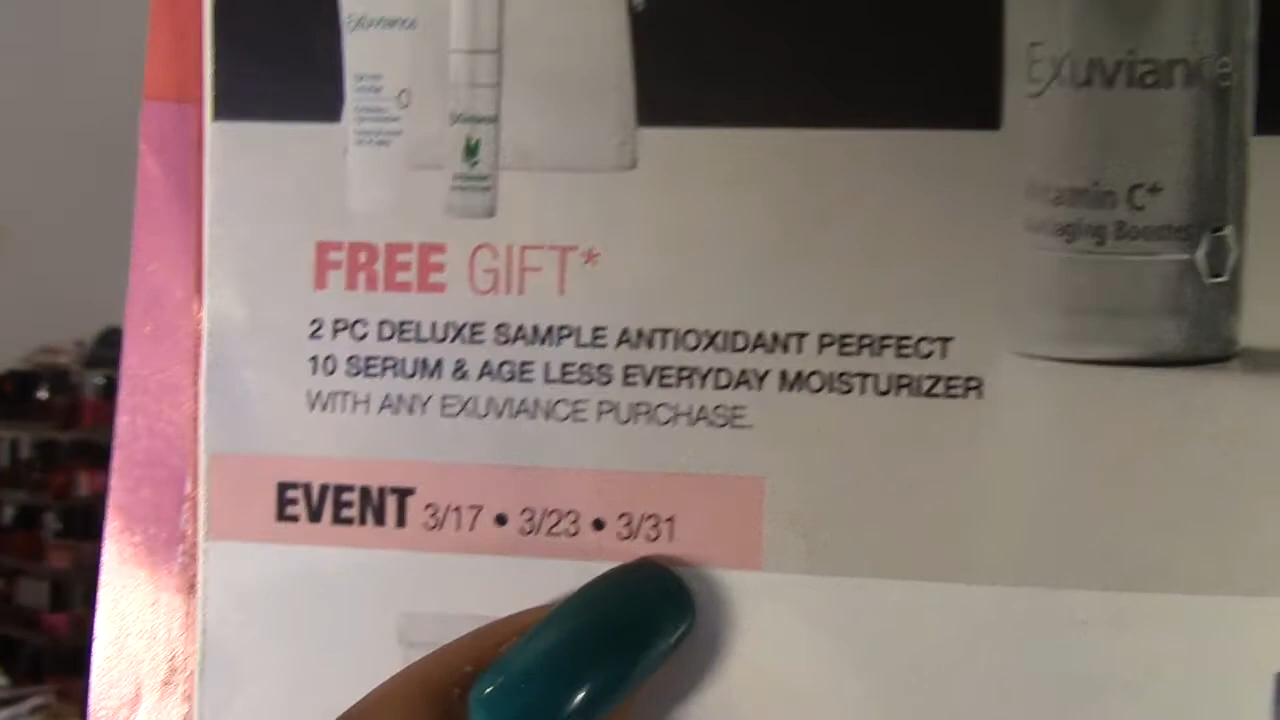 Exuviance
Exuviance
C+
FREE GIFT*
2 PC DELUXE SAMPLE ANTIOXIDANT PERFECT
10 SERUM & AGE LESS EVERYDAY MOISTURIZER
WITH ANY EXUVIANCE PURCHASE.
EVENT 3/17 • 3/23 • 3/31